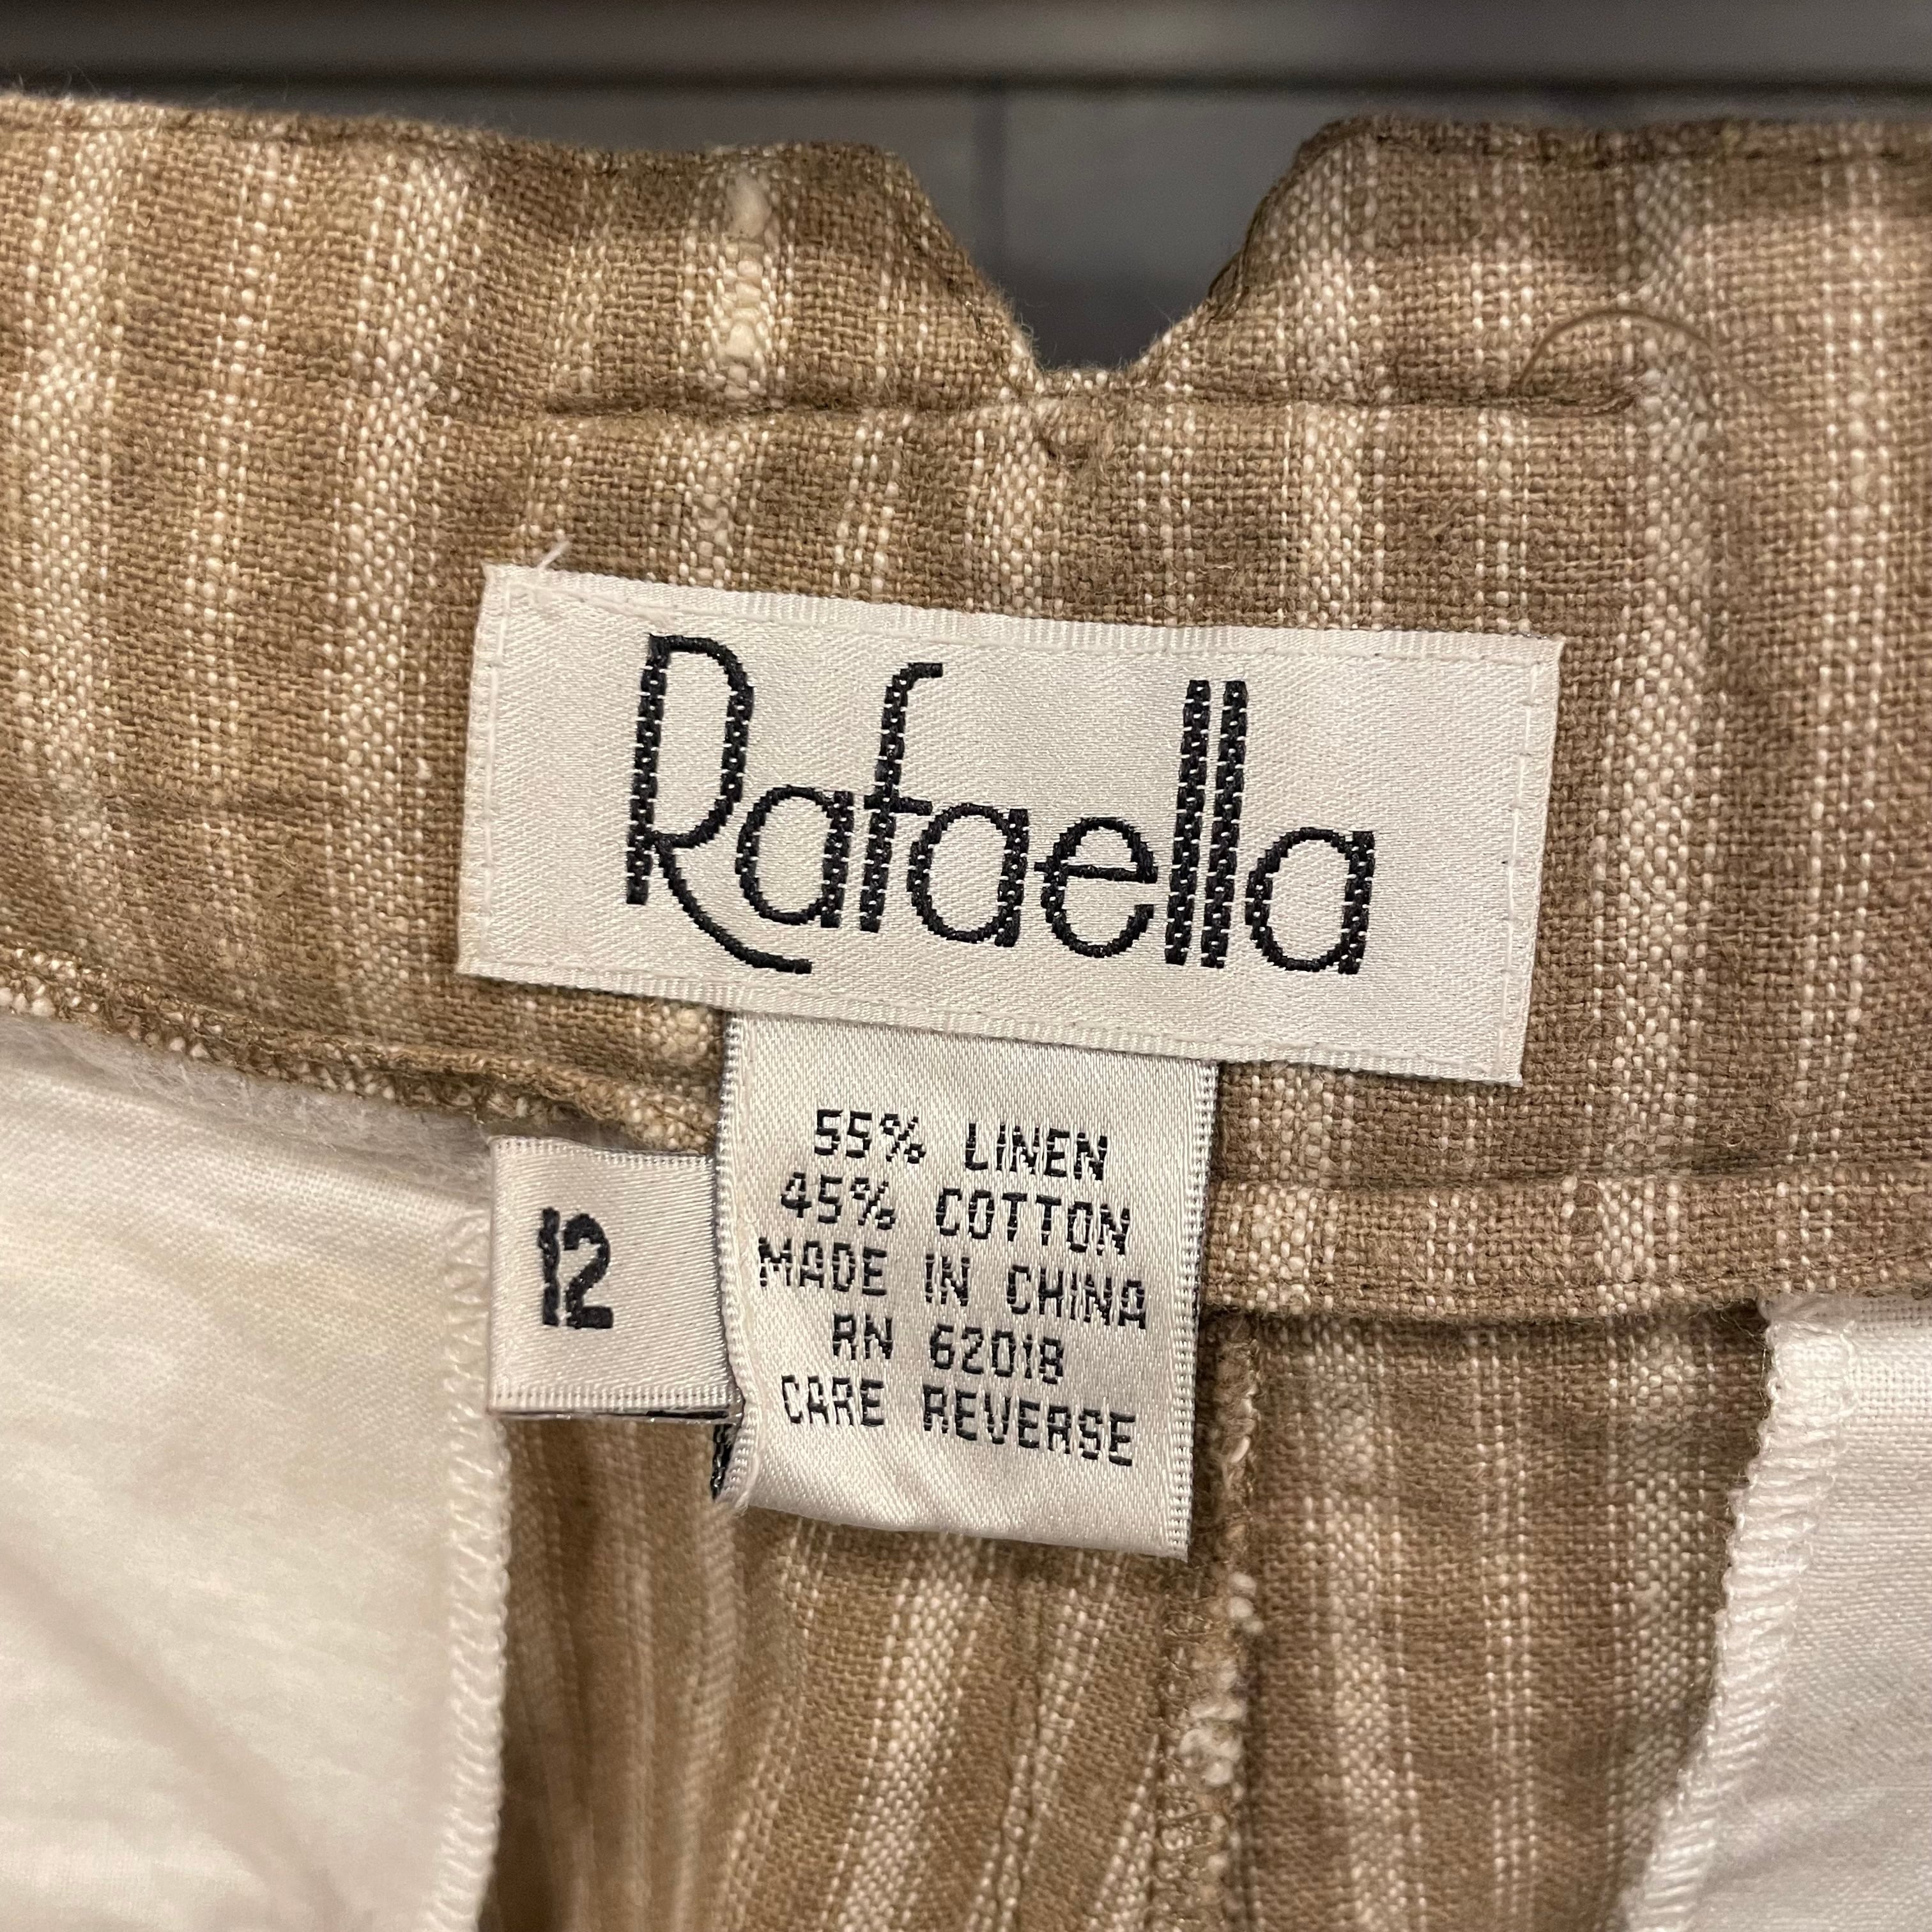 Rafaella
12
55% LINEN
45% COTTON
MADE IN CHINA
RN 62018
CARE REVERSE